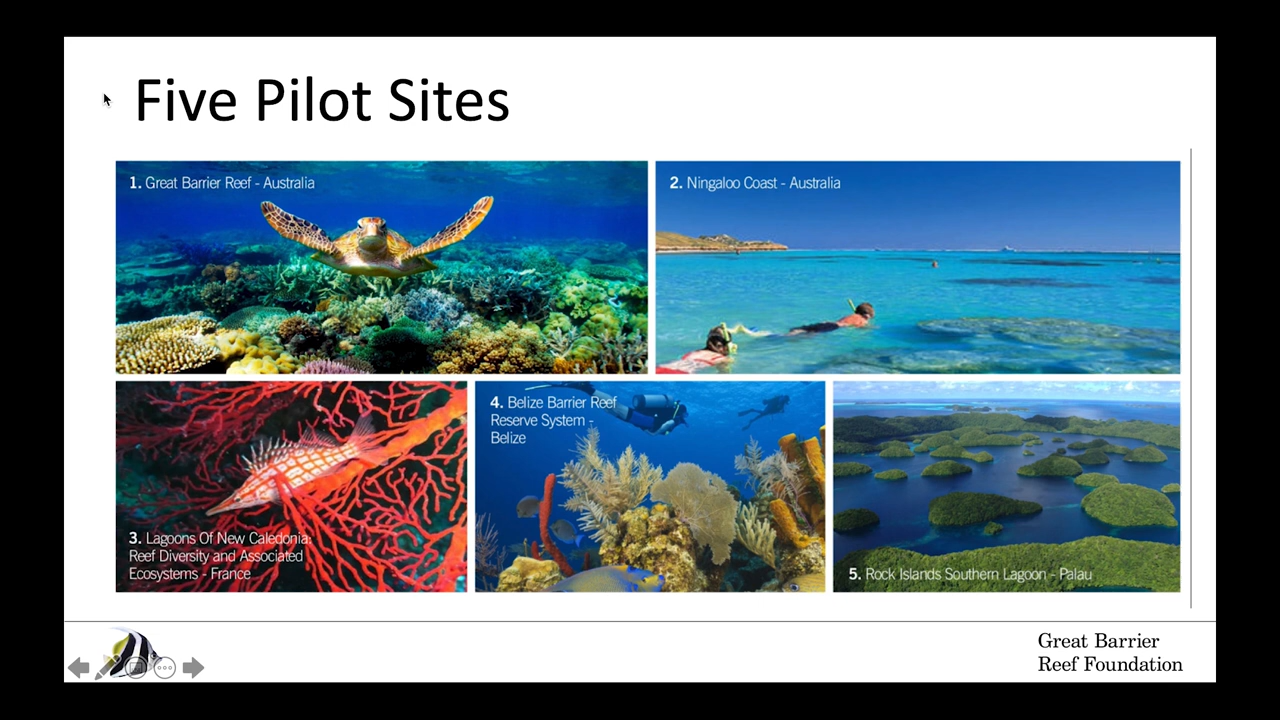 Five Pilot Sites
1. Great Barrier Reef - Australia
2. Ningaloo Coast - Australia
3. Lagoons Of New Caledonia:
Reef Diversity and Associated
Ecosystems - France
4. Belize Barrier Reef
Reserve System -
Belize
5. Rock Islands Southern Lagoon - Palau
Great Barrier
Reef Foundation